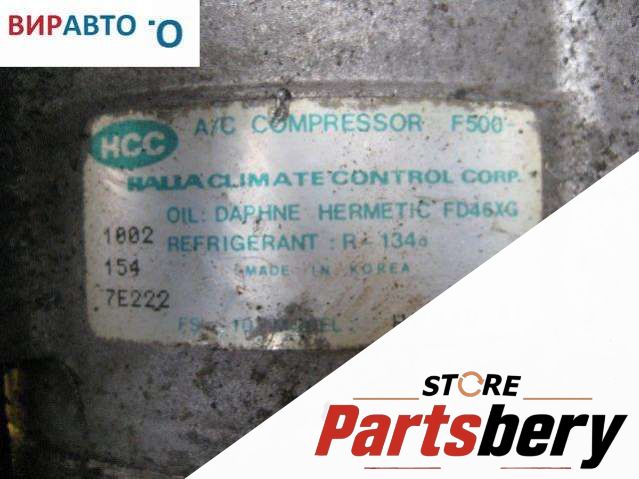 ВИРАВТО
HCC
A/C COMPRESSOR F500
HALLA CLIMATE CONTROL CORP.
OIL: DAPHNE HERMETIC FD46XG
1002
REFRIGERANT : R-134a
154
MADE IN KOREA
7E222
STORE
Partsbery